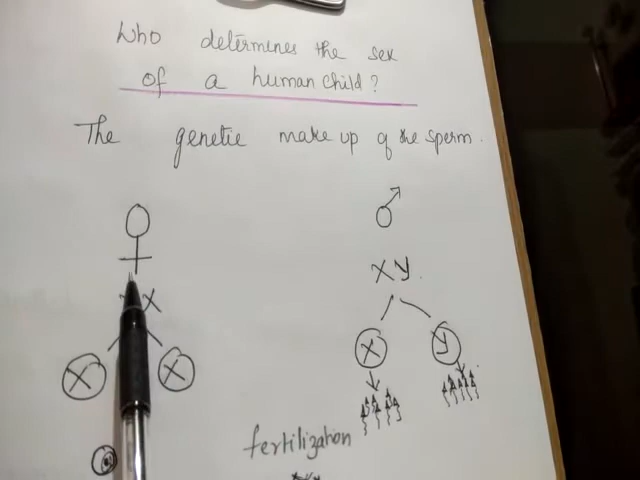 Who determines the sex
of a human child?
The genetic make up of the sperm.
♀ ♂
X XY.
X X X Y
fertilization